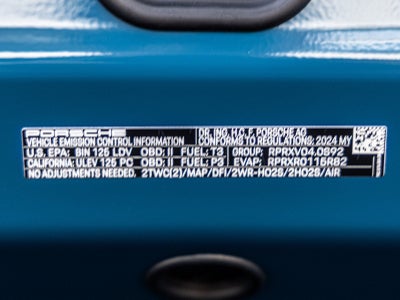 PORSCHE DR. ING. H.C. F. PORSCHE AG
VEHICLE EMISSION CONTROL INFORMATION CONFORMS TO REGULATIONS: 2024 MY
U.S. EPA: BIN 125 LDV OBD: II FUEL: T3 GROUP: RPRXV04.0S92
CALIFORNIA: ULEV 125 PC OBD: II FUEL: P3 EVAP: RPRXR0115RB2
NO ADJUSTMENTS NEEDED. 2TWC(2)/MAP/DFI/2WR-HO2S/2HO2S/AIR